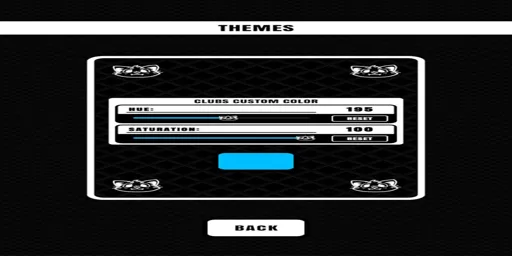 THEMES
CLUBS CUSTOM COLOR
HUE: 195
RESET
SATURATION: 100
RESET
BACK